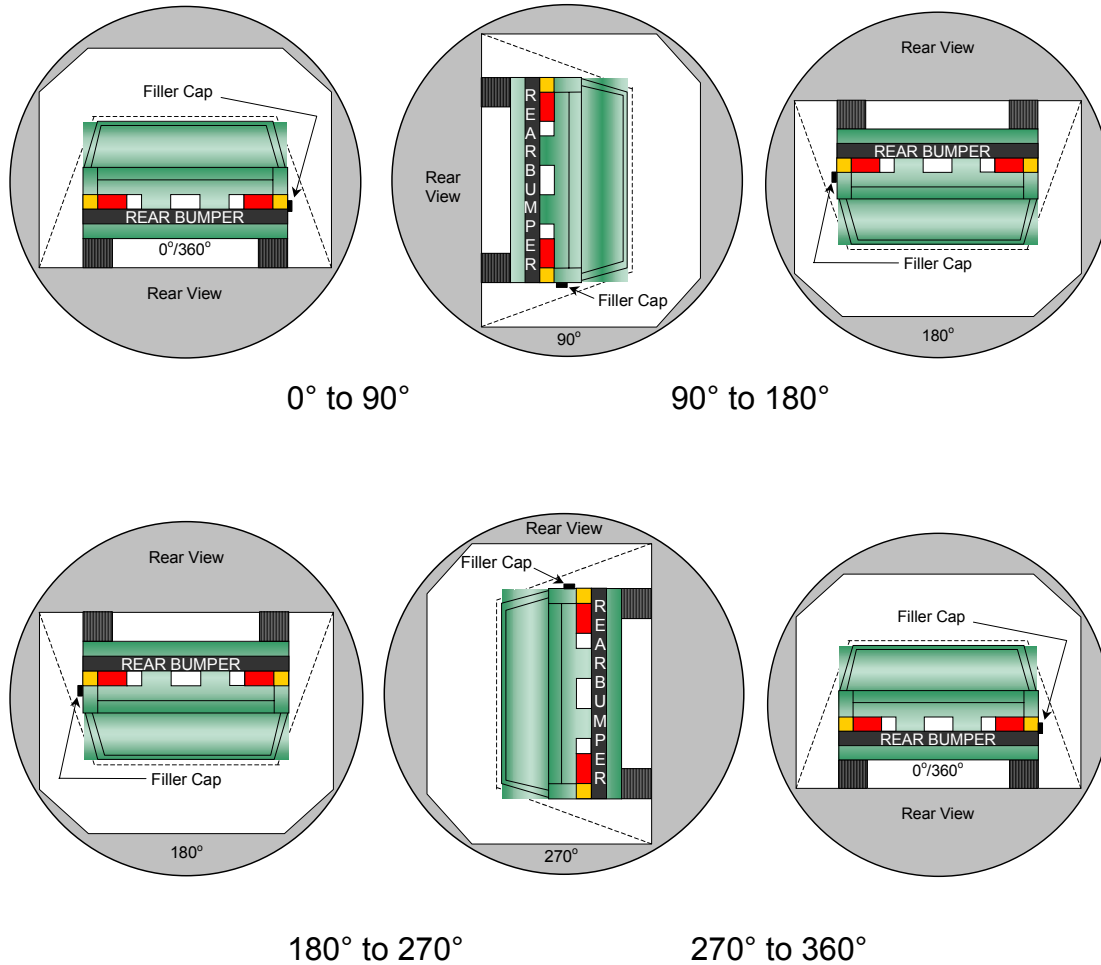 Filler Cap
REAR BUMPER
0°/360°
Rear View
Rear
View
REARBUMPER
Filler Cap
90°
Rear View
REAR BUMPER
Filler Cap
180°
0° to 90°
90° to 180°
Rear View
REAR BUMPER
Filler Cap
180°
Rear View
Filler Cap
REARBUMPER
270°
Filler Cap
REAR BUMPER
0°/360°
Rear View
180° to 270°
270° to 360°